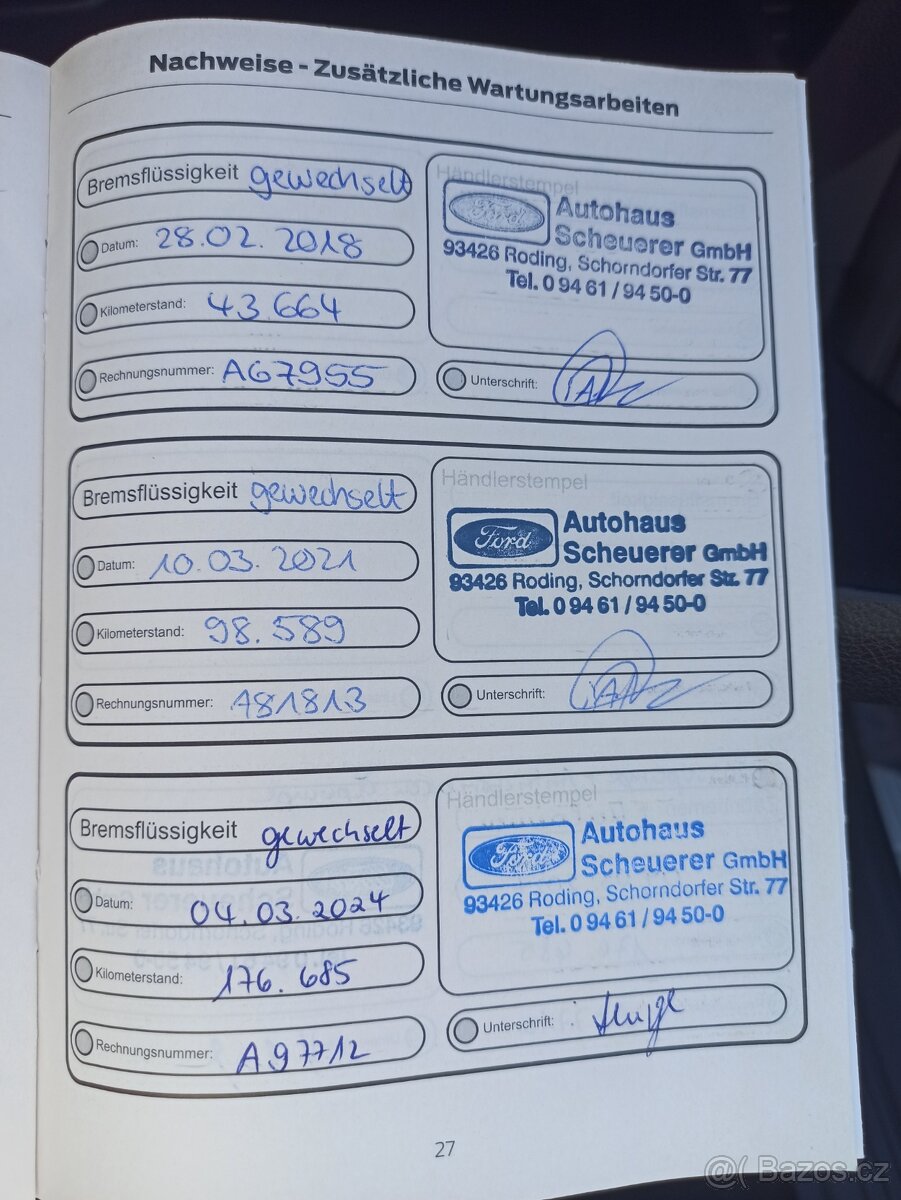 Nachweise - Zusätzliche Wartungsarbeiten
Bremsflüssigkeit gewechselt
Datum: 28.02.2018
Kilometerstand: 43.664
Rechnungsnummer: A67955
Händlerstempel
Ford
Autohaus
Scheuerer GmbH
93426 Roding, Schorndorfer Str. 77
Tel. 0 94 61 / 94 50-0
Unterschrift:
Bremsflüssigkeit gewechselt
Datum: 10.03.2021
Kilometerstand: 98.589
Rechnungsnummer: A81813
Händlerstempel
Ford
Autohaus
Scheuerer GmbH
93426 Roding, Schorndorfer Str. 77
Tel. 0 94 61 / 94 50-0
Unterschrift:
Bremsflüssigkeit gewechselt
Datum: 04.03.2024
Kilometerstand: 176.685
Rechnungsnummer: A97712
Händlerstempel
Ford
Autohaus
Scheuerer GmbH
93426 Roding, Schorndorfer Str. 77
Tel. 0 94 61 / 94 50-0
Unterschrift:
27
@( Bazos.cz